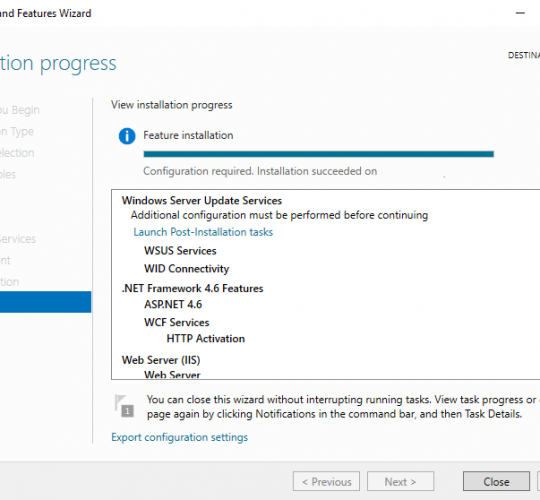 and Features Wizard
tion progress
DESTINA
ou Begin
on Type
election
oles
Services
nt
tion
View installation progress
Feature installation
Configuration required. Installation succeeded on
Windows Server Update Services
Additional configuration must be performed before continuing
Launch Post-Installation tasks
WSUS Services
WID Connectivity
.NET Framework 4.6 Features
ASP.NET 4.6
WCF Services
HTTP Activation
Web Server (IIS)
Web Server
1
You can close this wizard without interrupting running tasks. View task progress or
page again by clicking Notifications in the command bar, and then Task Details.
Export configuration settings
< Previous
Next >
Close